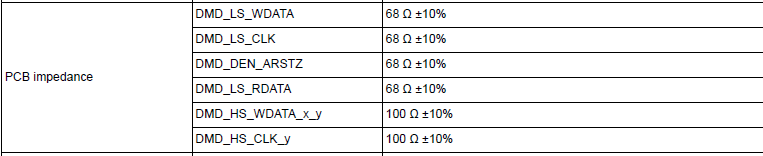 PCB impedance
DMD_LS_WDATA 68 Ω ±10%
DMD_LS_CLK 68 Ω ±10%
DMD_DEN_ARSTZ 68 Ω ±10%
DMD_LS_RDATA 68 Ω ±10%
DMD_HS_WDATA_x_y 100 Ω ±10%
DMD_HS_CLK_y 100 Ω ±10%